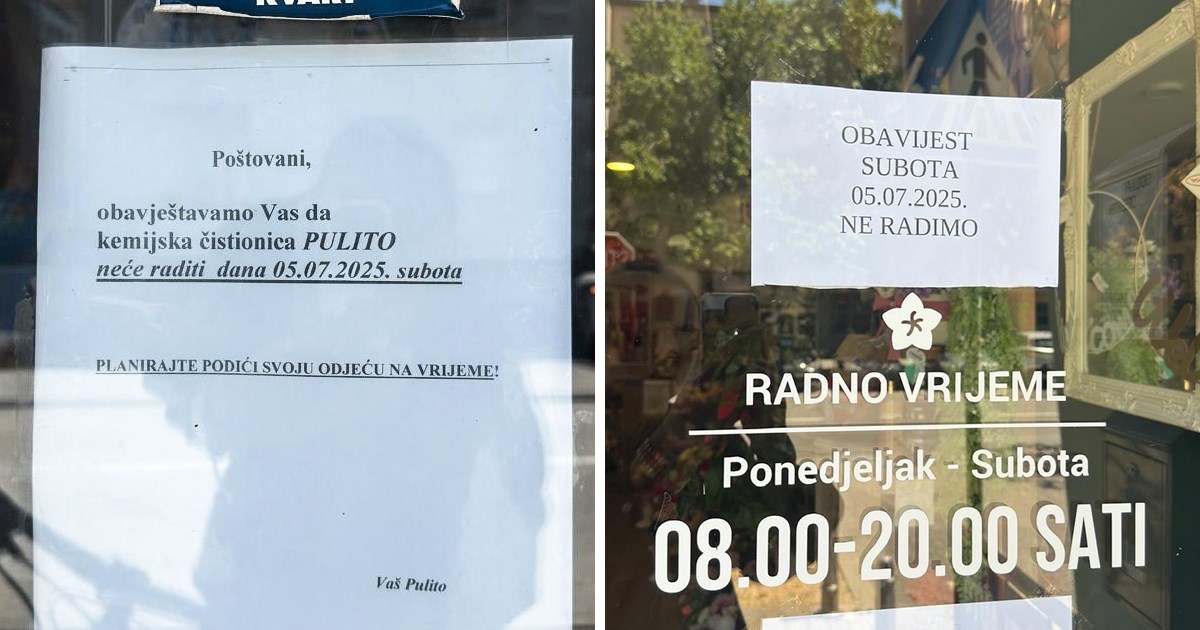 KVART
Poštovani,
obavještavamo Vas da
kemijska čistionica PULITO
neće raditi dana 05.07.2025. subota
PLANIRAJTE PODIĆI SVOJU ODJEĆU NA VRIJEME!
Vaš Pulito
OBAVIJEST
SUBOTA
05.07.2025.
NE RADIMO
RADNO VRIJEME
Ponedjeljak - Subota
08.00-20.00 SATI